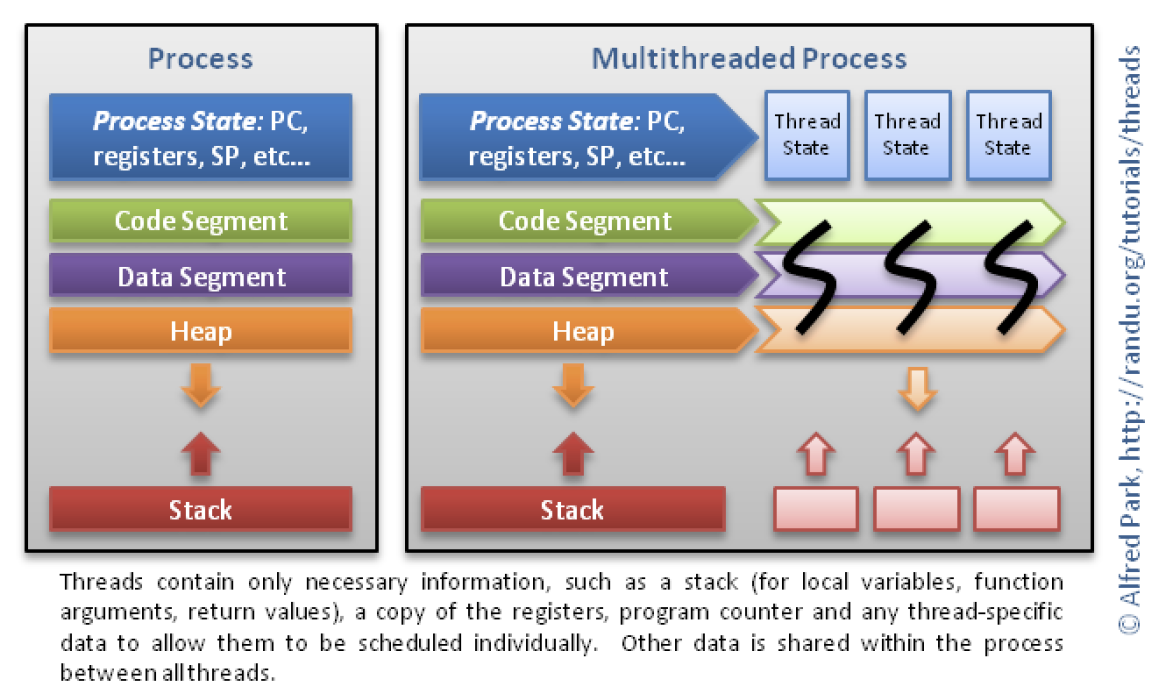 Process
Process State: PC,
registers, SP, etc...
Code Segment
Data Segment
Heap
Stack
Multithreaded Process
Process State: PC,
registers, SP, etc...
Thread
State
Thread
State
Thread
State
Code Segment
Data Segment
Heap
Stack
Threads contain only necessary information, such as a stack (for local variables, function
arguments, return values), a copy of the registers, program counter and any thread-specific
data to allow them to be scheduled individually. Other data is shared within the process
between all threads.
© Alfred Park, http://randu.org/tutorials/threads